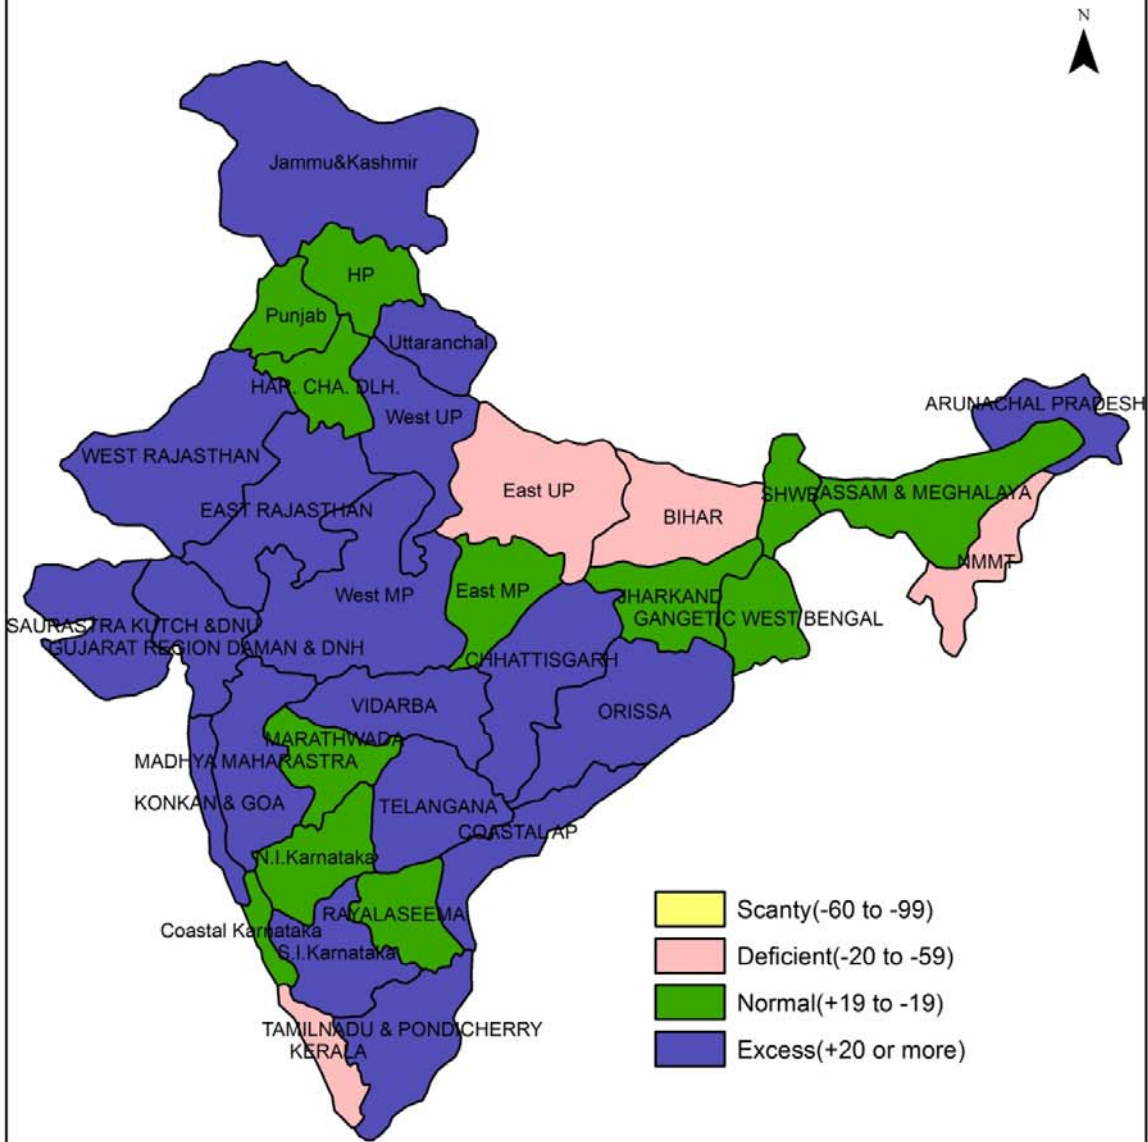 N
Jammu&Kashmir
HP
Punjab
Uttaranchal
HAR. CHA. DLH.
West UP
ARUNACHAL PRADESH
WEST RAJASTHAN
EAST RAJASTHAN
East UP
BIHAR
SHWB
ASSAM & MEGHALAYA
NMMT
West MP
East MP
JHARKAND
GANGETIC WEST BENGAL
SAURASTRA KUTCH &DNU
GUJARAT REGION DAMAN & DNH
CHHATTISGARH
VIDARBA
ORISSA
MARATHWADA
MADHYA MAHARASTRA
KONKAN & GOA
TELANGANA
COASTAL AP
N.I.Karnataka
RAYALASEEMA
Coastal Karnataka
S.I.Karnataka
TAMILNADU & PONDICHERRY
KERALA
Scanty(-60 to -99)
Deficient(-20 to -59)
Normal(+19 to -19)
Excess(+20 or more)